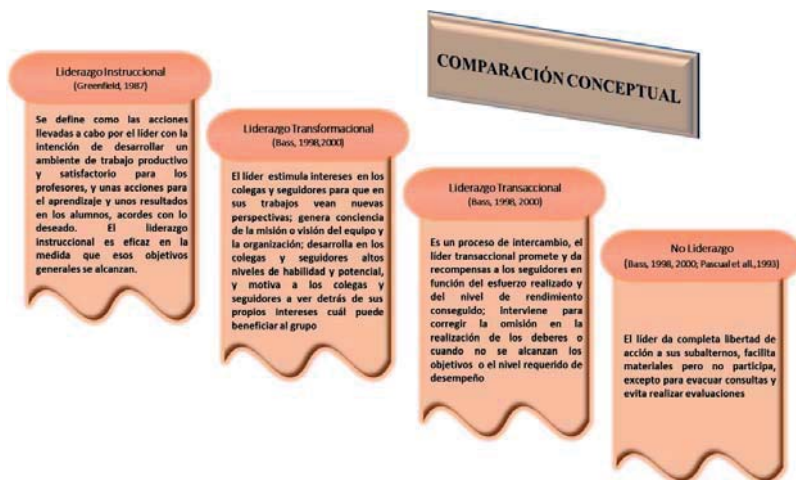 COMPARACIÓN CONCEPTUAL
Liderazgo Instruccional
(Greenfield, 1987)
Se define como las acciones
llevadas a cabo por el líder con la
intención de desarrollar un
ambiente de trabajo productivo
y satisfactorio para los
profesores, y unas acciones para
el aprendizaje y unos resultados
en los alumnos, acordes con lo
deseado. El liderazgo
instruccional es eficaz en la
medida que esos objetivos
generales se alcanzan.
Liderazgo Transformacional
(Bass, 1998,2000)
El líder estimula intereses en los
colegas y seguidores para que en
sus trabajos vean nuevas
perspectivas; genera conciencia
de la misión o visión del equipo y
la organización; desarrolla en los
colegas y seguidores altos
niveles de habilidad y potencial,
y motiva a los colegas y
seguidores a ver detrás de sus
propios intereses cuál puede
beneficiar al grupo
Liderazgo Transaccional
(Bass, 1998, 2000)
Es un proceso de intercambio, el
líder transaccional promete y da
recompensas a los seguidores en
función del esfuerzo realizado y
del nivel de rendimiento
conseguido; interviene para
corregir la omisión en la
realización de los deberes o
cuando no se alcanzan los
objetivos o el nivel requerido de
desempeño
No Liderazgo
(Bass, 1998, 2000; Pascual et all.,1993)
El líder da completa libertad de
acción a sus subalternos, facilita
materiales pero no participa,
excepto para evacuar consultas y
evita realizar evaluaciones